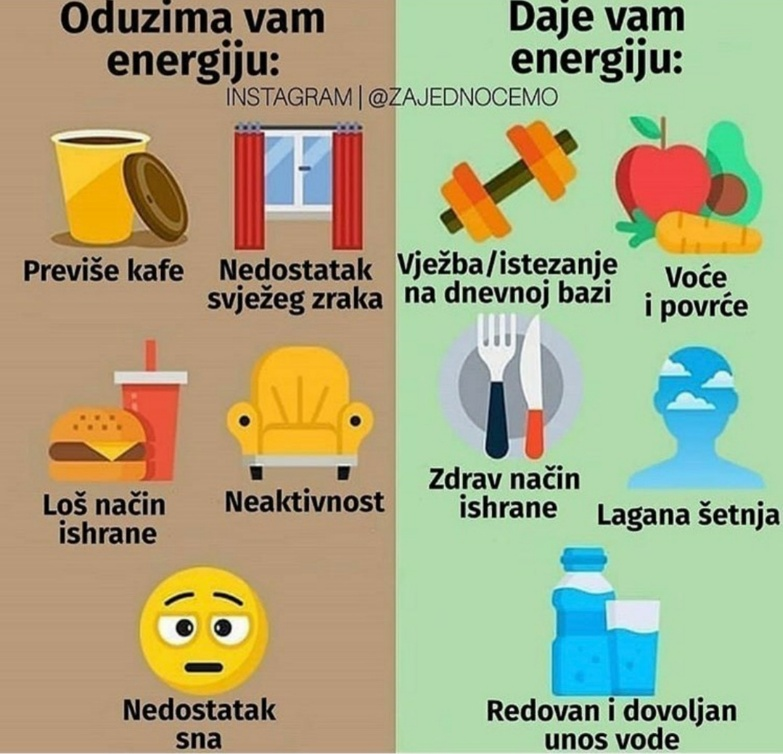 Oduzima vam
energiju:
Daje vam
energiju:
INSTAGRAM | @ZAJEDNOCEMO
Previše kafe
Nedostatak
svježeg zraka
Vježba/istezanje
na dnevnoj bazi
Voće
i povrće
Loš način
ishrane
Neaktivnost
Zdrav način
ishrane
Lagana šetnja
Nedostatak
sna
Redovan i dovoljan
unos vode